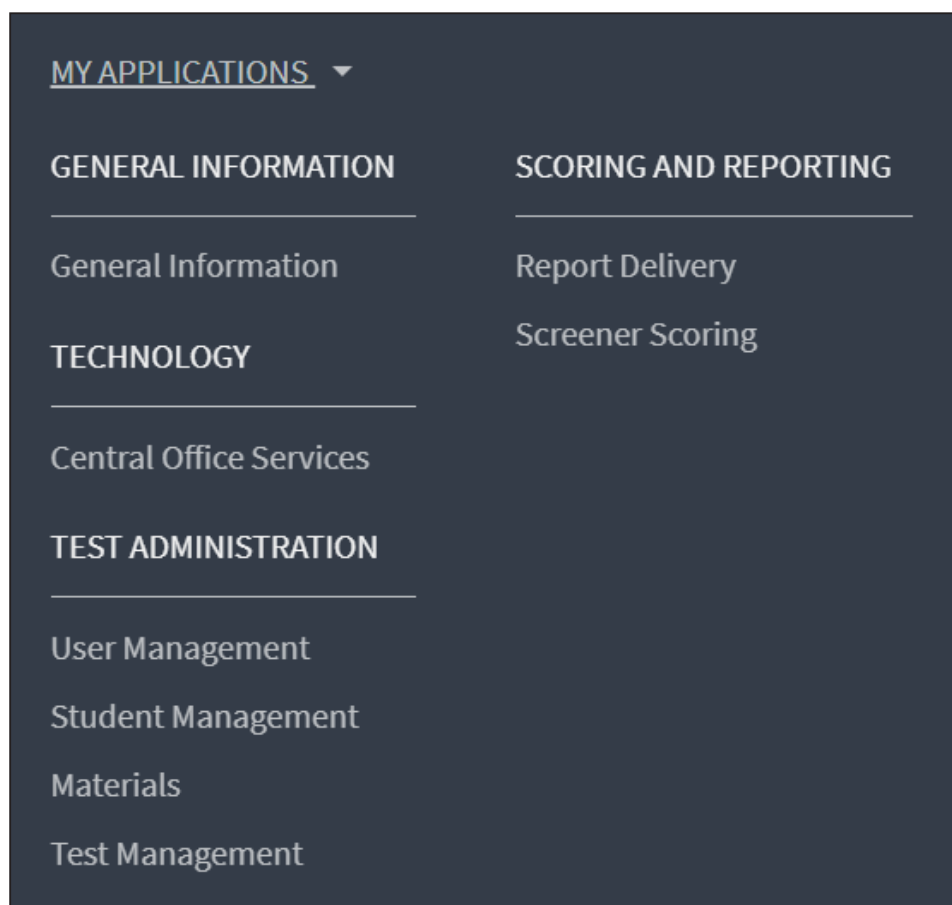 MY APPLICATIONS
GENERAL INFORMATION
General Information
TECHNOLOGY
Central Office Services
TEST ADMINISTRATION
User Management
Student Management
Materials
Test Management
SCORING AND REPORTING
Report Delivery
Screener Scoring